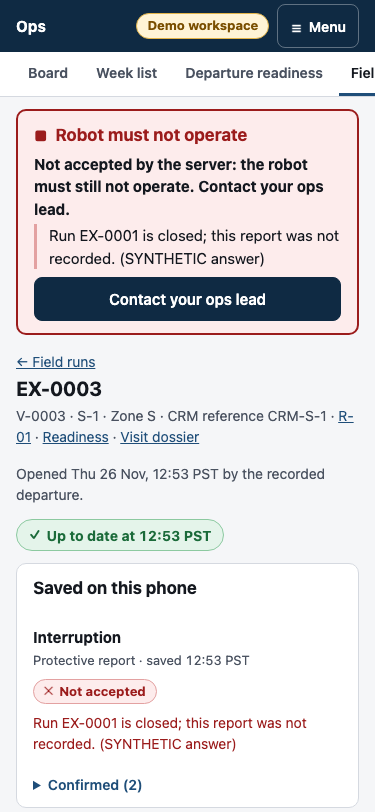 Ops
Demo workspace
≡ Menu
Board
Week list
Departure readiness
Fiel
Robot must not operate
Not accepted by the server: the robot
must still not operate. Contact your ops
lead.
Run EX-0001 is closed; this report was not
recorded. (SYNTHETIC answer)
Contact your ops lead
← Field runs
EX-0003
V-0003 · S-1 · Zone S · CRM reference CRM-S-1 · R-
01 · Readiness · Visit dossier
Opened Thu 26 Nov, 12:53 PST by the recorded
departure.
✓ Up to date at 12:53 PST
Saved on this phone
Interruption
Protective report · saved 12:53 PST
✕ Not accepted
Run EX-0001 is closed; this report was not
recorded. (SYNTHETIC answer)
▶ Confirmed (2)